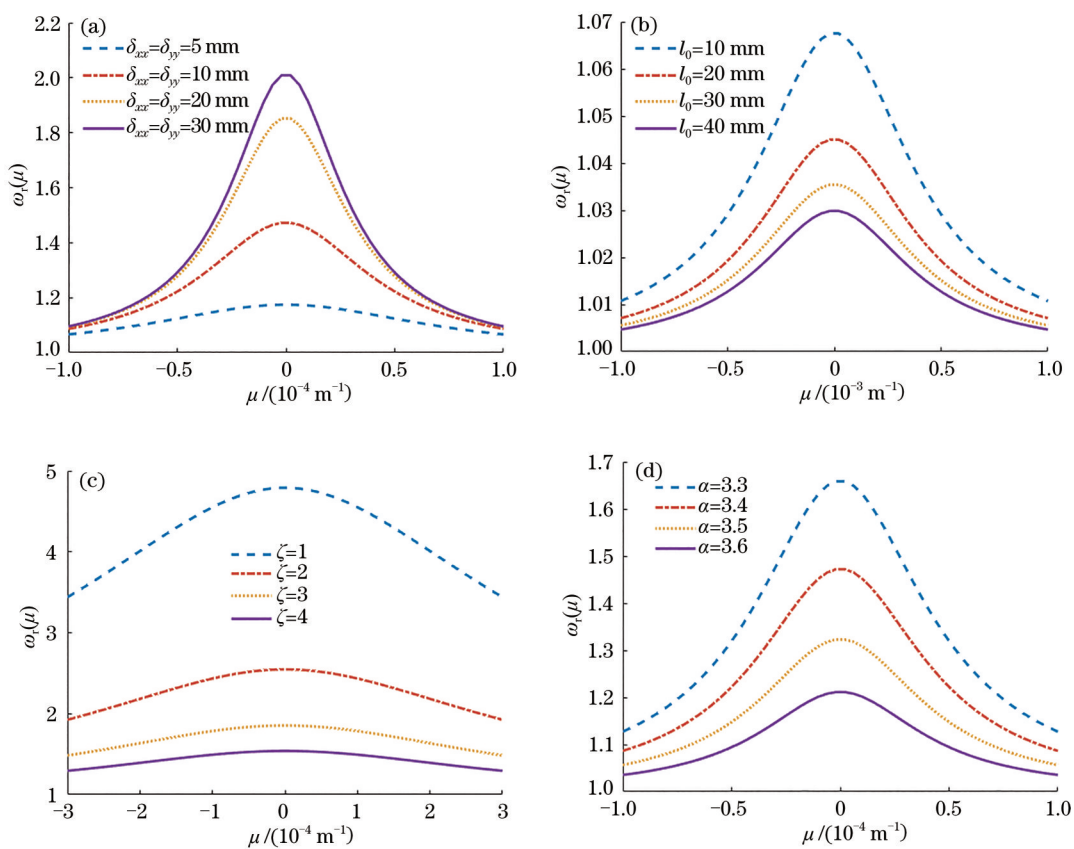 (a)
2.2
2.0
1.8
1.6
1.4
1.2
1.0
ωr(μ)
δxx=δyy=5 mm
δxx=δyy=10 mm
δxx=δyy=20 mm
δxx=δyy=30 mm
−1.0 −0.5 0 0.5 1.0
μ /(10⁻⁴ m⁻¹)
(b)
1.07
1.06
1.05
1.04
1.03
1.02
1.01
1.00
ωr(μ)
l0=10 mm
l0=20 mm
l0=30 mm
l0=40 mm
−1.0 −0.5 0 0.5 1.0
μ /(10⁻³ m⁻¹)
(c)
5
4
3
2
1
ωr(μ)
ζ=1
ζ=2
ζ=3
ζ=4
−3 −2 −1 0 1 2 3
μ /(10⁻⁴ m⁻¹)
(d)
1.7
1.6
1.5
1.4
1.3
1.2
1.1
1.0
ωr(μ)
α=3.3
α=3.4
α=3.5
α=3.6
−1.0 −0.5 0 0.5 1.0
μ /(10⁻⁴ m⁻¹)